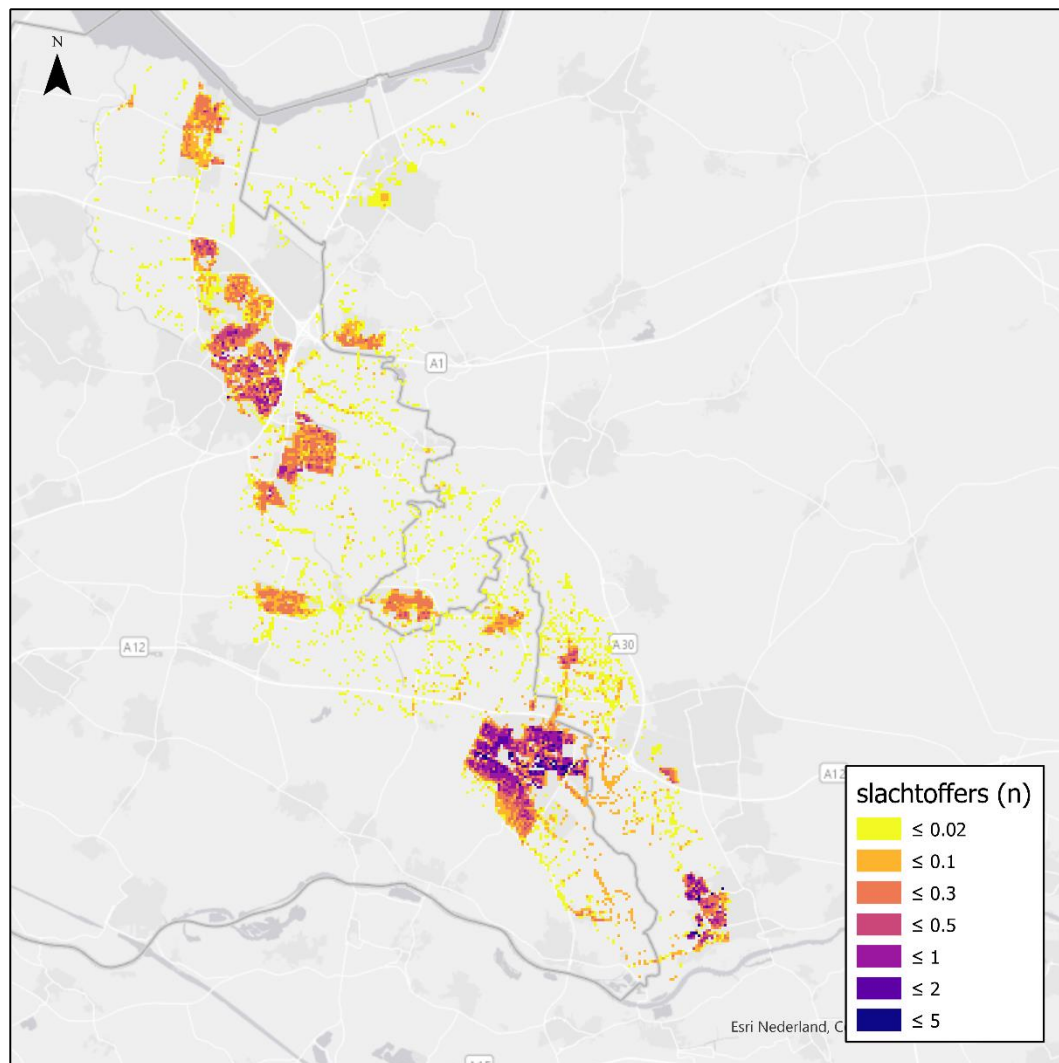 N
A1
A12
A30
A12
slachtoffers (n)
≤ 0.02
≤ 0.1
≤ 0.3
≤ 0.5
≤ 1
≤ 2
≤ 5
Esri Nederland, C